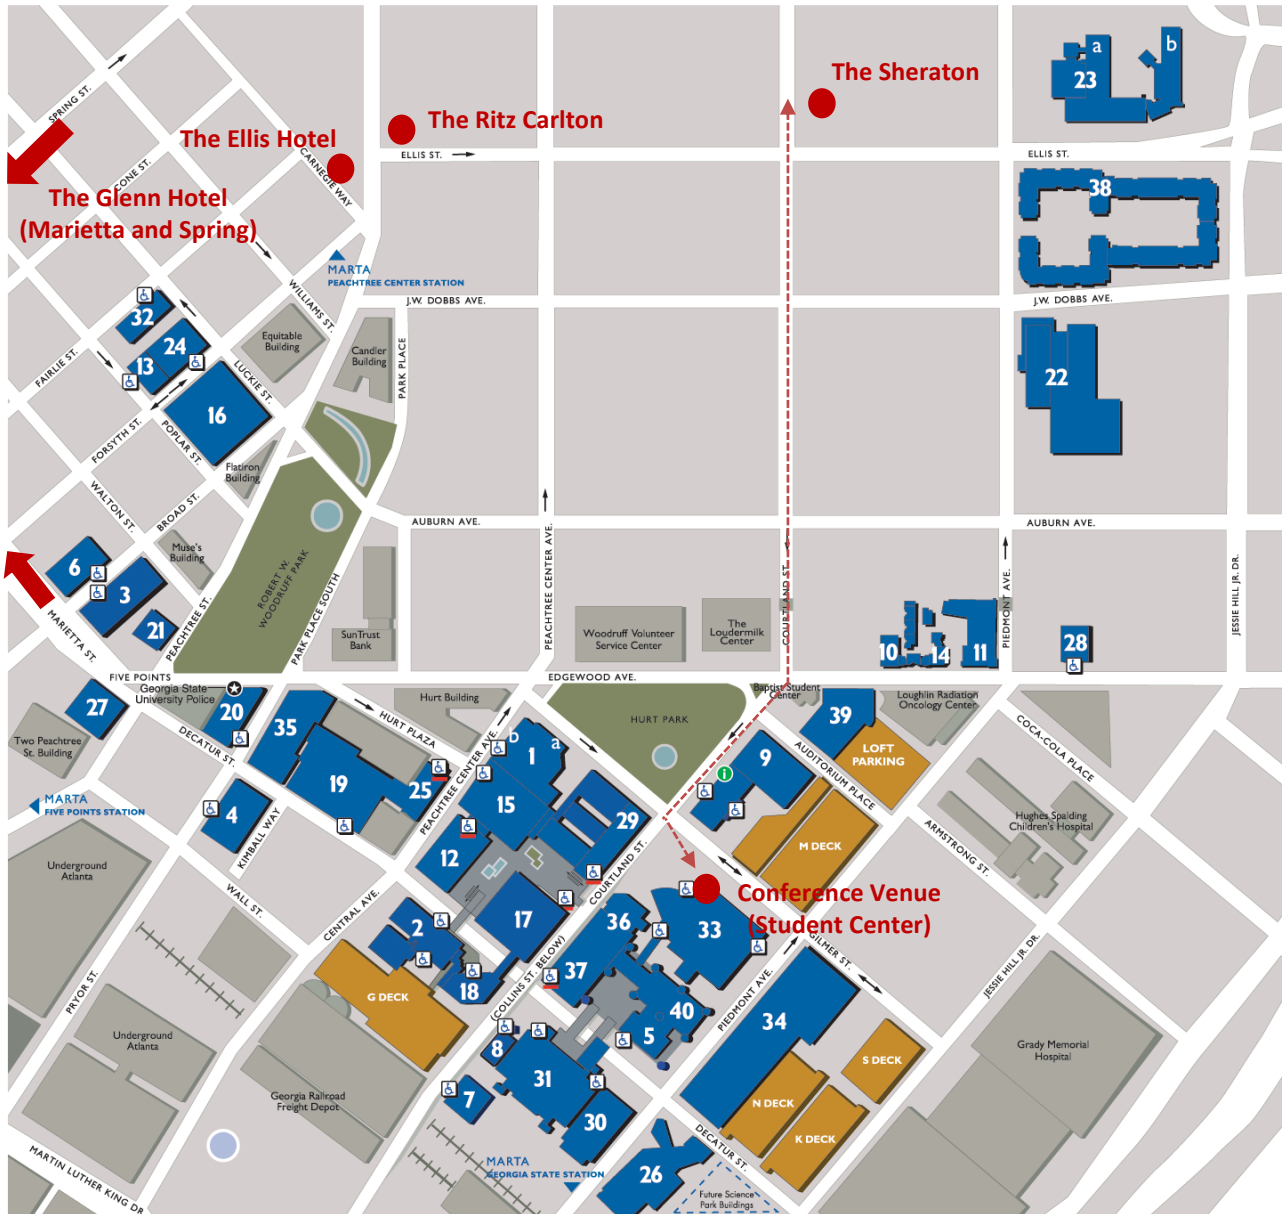 The Sheraton
a
b
23
SPRING ST.
The Ritz Carlton
The Ellis Hotel
CARNEGIE WAY
ELLIS ST.
ELLIS ST.
CONE ST.
The Glenn Hotel
(Marietta and Spring)
38
MARTA
PEACHTREE CENTER STATION
WILLIAMS ST.
J.W. DOBBS AVE.
J.W. DOBBS AVE.
32
24
13
Equitable
Building
Candler
Building
PARK PLACE
FAIRLIE ST.
LUCKIE ST.
22
16
FORSYTH ST.
POPLAR ST.
Flatiron
Building
WALTON ST.
BROAD ST.
AUBURN AVE.
AUBURN AVE.
PEACHTREE CENTER AVE.
Muse's
Building
6
3
21
ROBERT W.
WOODRUFF PARK
PEACHTREE ST.
PARK PLACE SOUTH
SunTrust
Bank
Woodruff Volunteer
Service Center
The
Loudermilk
Center
COURTLAND ST.
PIEDMONT AVE.
JESSIE HILL JR. DR.
10
14
11
28
MARIETTA ST.
FIVE POINTS
Georgia State
University Police
EDGEWOOD AVE.
Baptist Student
Center
Loughlin Radiation
Oncology Center
Hurt Building
HURT PARK
HURT PLAZA
27
20
35
39
LOFT
PARKING
COCA-COLA PLACE
Two Peachtree
St. Building
DECATUR ST.
PEACHTREE CENTER AVE.
b
1
a
9
AUDITORIUM PLACE
i
19
25
15
29
MARTA
FIVE POINTS STATION
4
KIMBALL WAY
12
M DECK
ARMSTRONG ST.
Hughes Spalding
Children's Hospital
Underground
Atlanta
WALL ST.
CENTRAL AVE.
COURTLAND ST.
(COLLINS ST. BELOW)
Conference Venue
(Student Center)
2
17
36
33
GILMER ST.
37
18
G DECK
PRYOR ST.
PIEDMONT AVE.
JESSIE HILL JR. DR.
40
5
34
Underground
Atlanta
8
31
S DECK
Grady Memorial
Hospital
Georgia Railroad
Freight Depot
7
30
N DECK
K DECK
DECATUR ST.
MARTIN LUTHER KING DR.
MARTA
GEORGIA STATE STATION
26
Future Science
Park Buildings